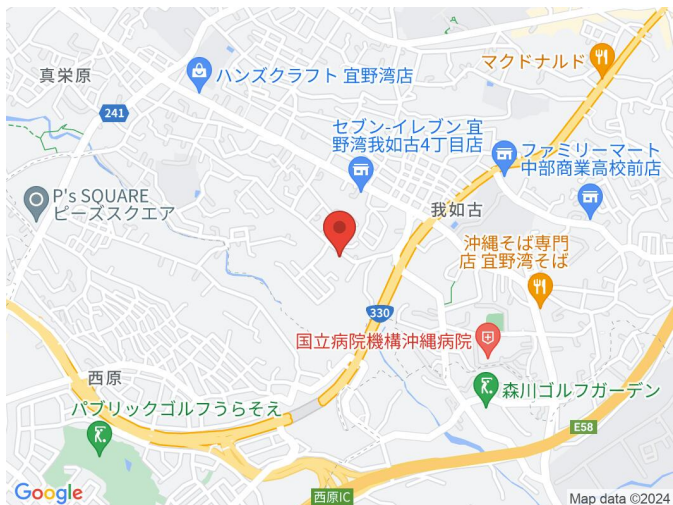 マクドナルド
真栄原
ハンズクラフト 宜野湾店
241
セブン-イレブン 宜
野湾我如古4丁目店
ファミリーマート
中部商業高校前店
P's SQUARE
ピーズスクエア
我如古
沖縄そば専門
店 宜野湾そば
330
国立病院機構沖縄病院
西原
森川ゴルフガーデン
パブリックゴルフうらそえ
E58
Google
西原IC
Map data ©2024